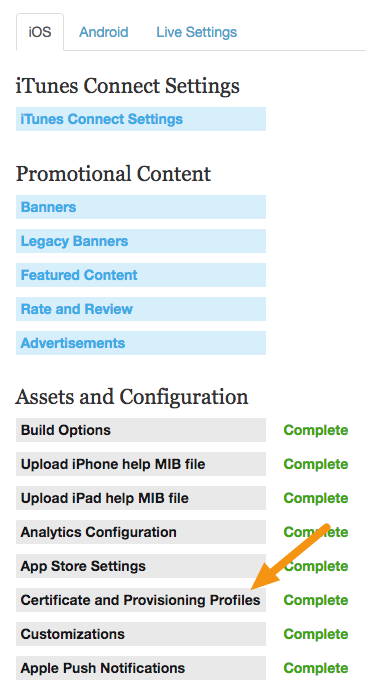 iOS Android Live Settings
iTunes Connect Settings
iTunes Connect Settings
Promotional Content
Banners
Legacy Banners
Featured Content
Rate and Review
Advertisements
Assets and Configuration
Build Options Complete
Upload iPhone help MIB file Complete
Upload iPad help MIB file Complete
Analytics Configuration Complete
App Store Settings Complete
Certificate and Provisioning Profiles Complete
Customizations Complete
Apple Push Notifications Complete